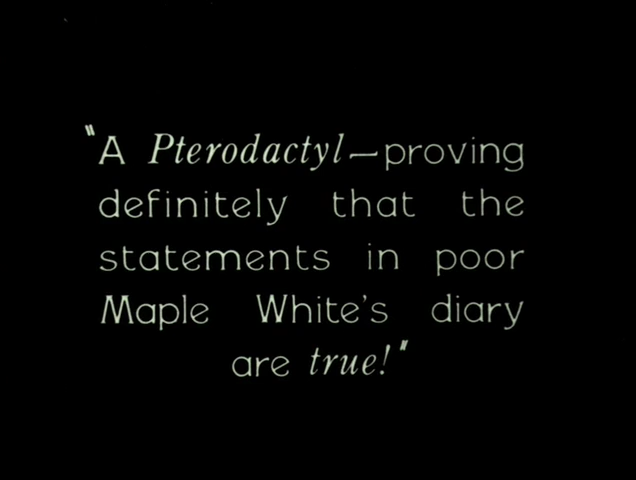 "A Pterodactyl—proving
definitely that the
statements in poor
Maple White's diary
are true!"